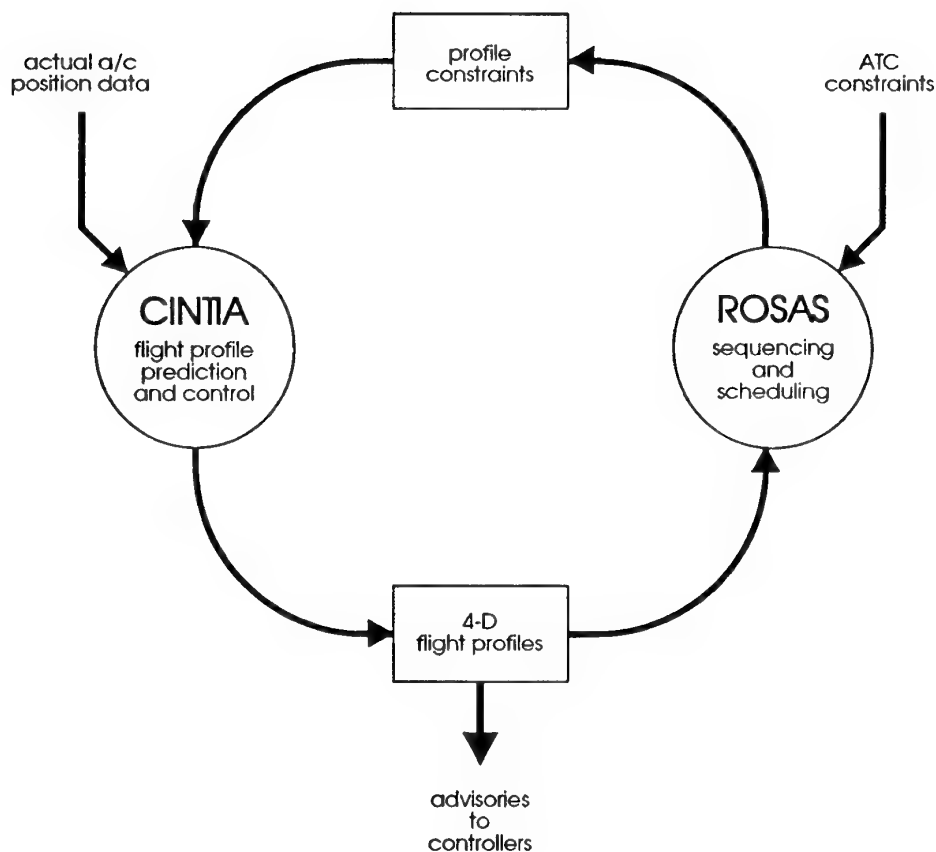 profile
constraints
actual a/c
position data
ATC
constraints
CINTIA
flight profile
prediction
and control
ROSAS
sequencing
and
scheduling
4-D
flight profiles
advisories
to
controllers